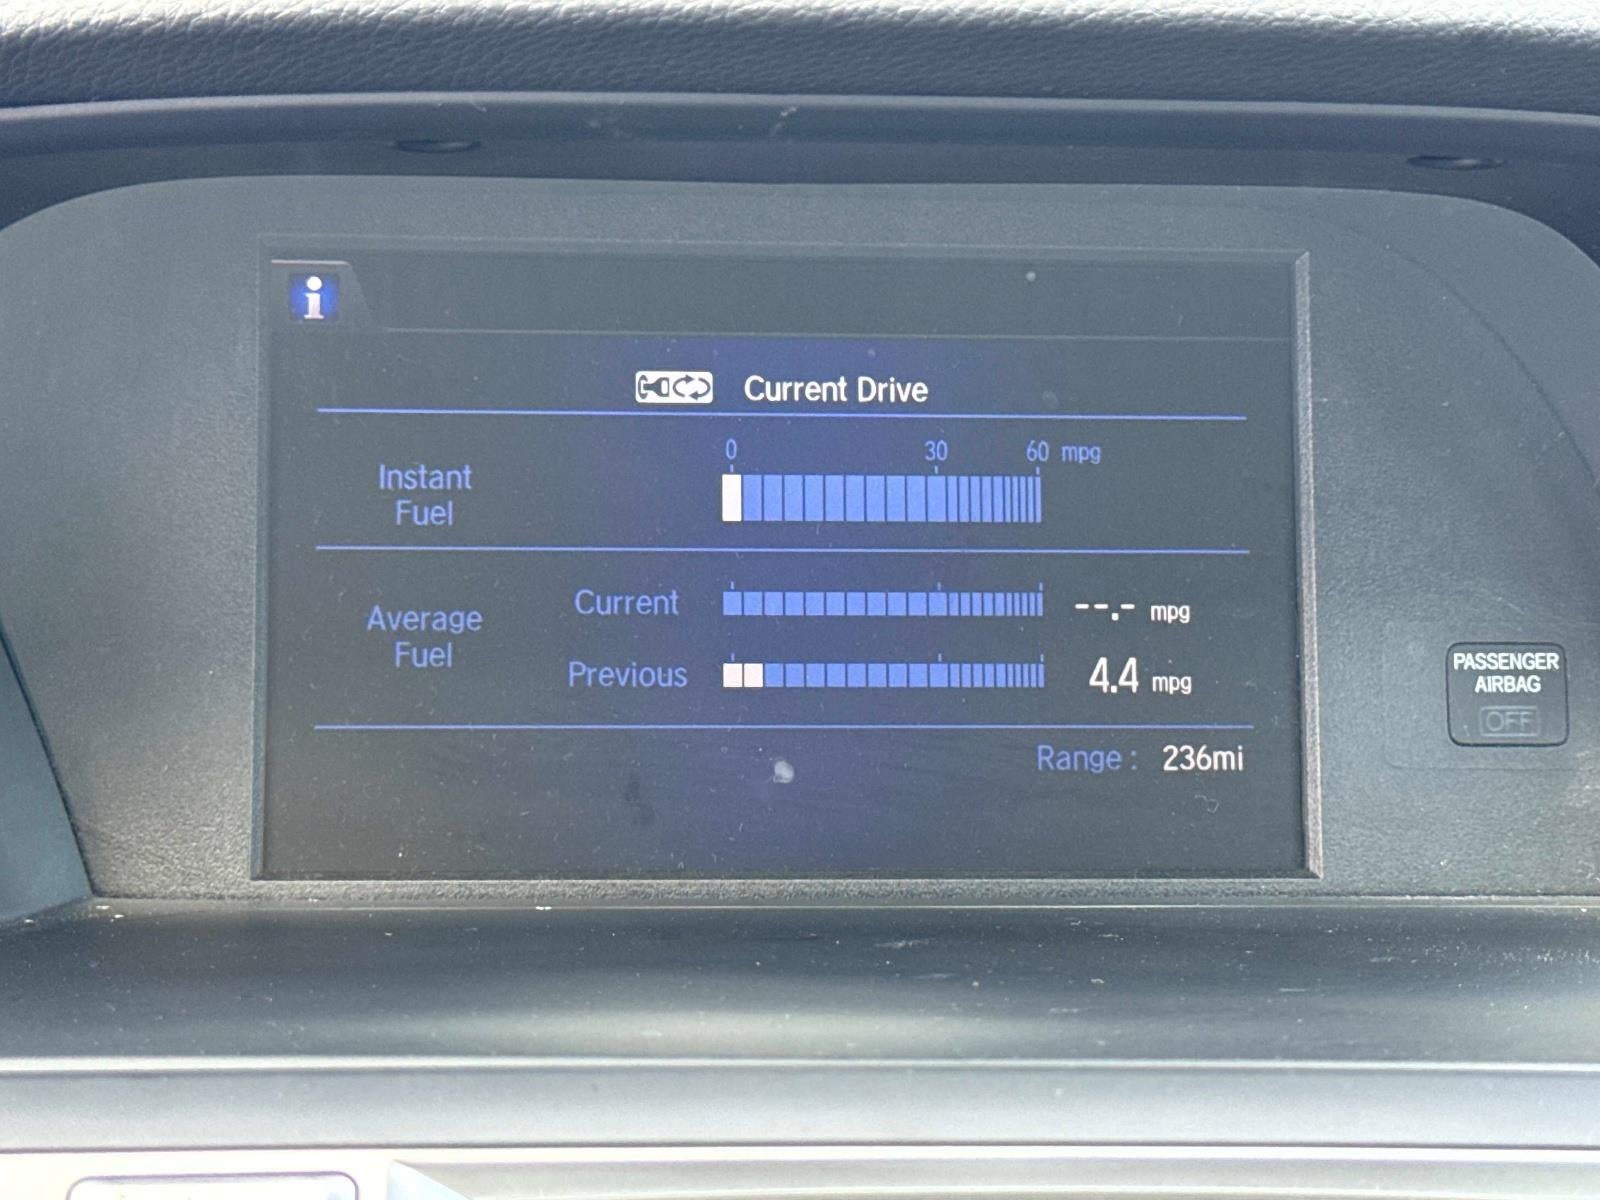 i
Current Drive
0 30 60 mpg
Instant
Fuel
Average
Fuel
Current --.- mpg
Previous 4.4 mpg
Range : 236mi
PASSENGER
AIRBAG
OFF